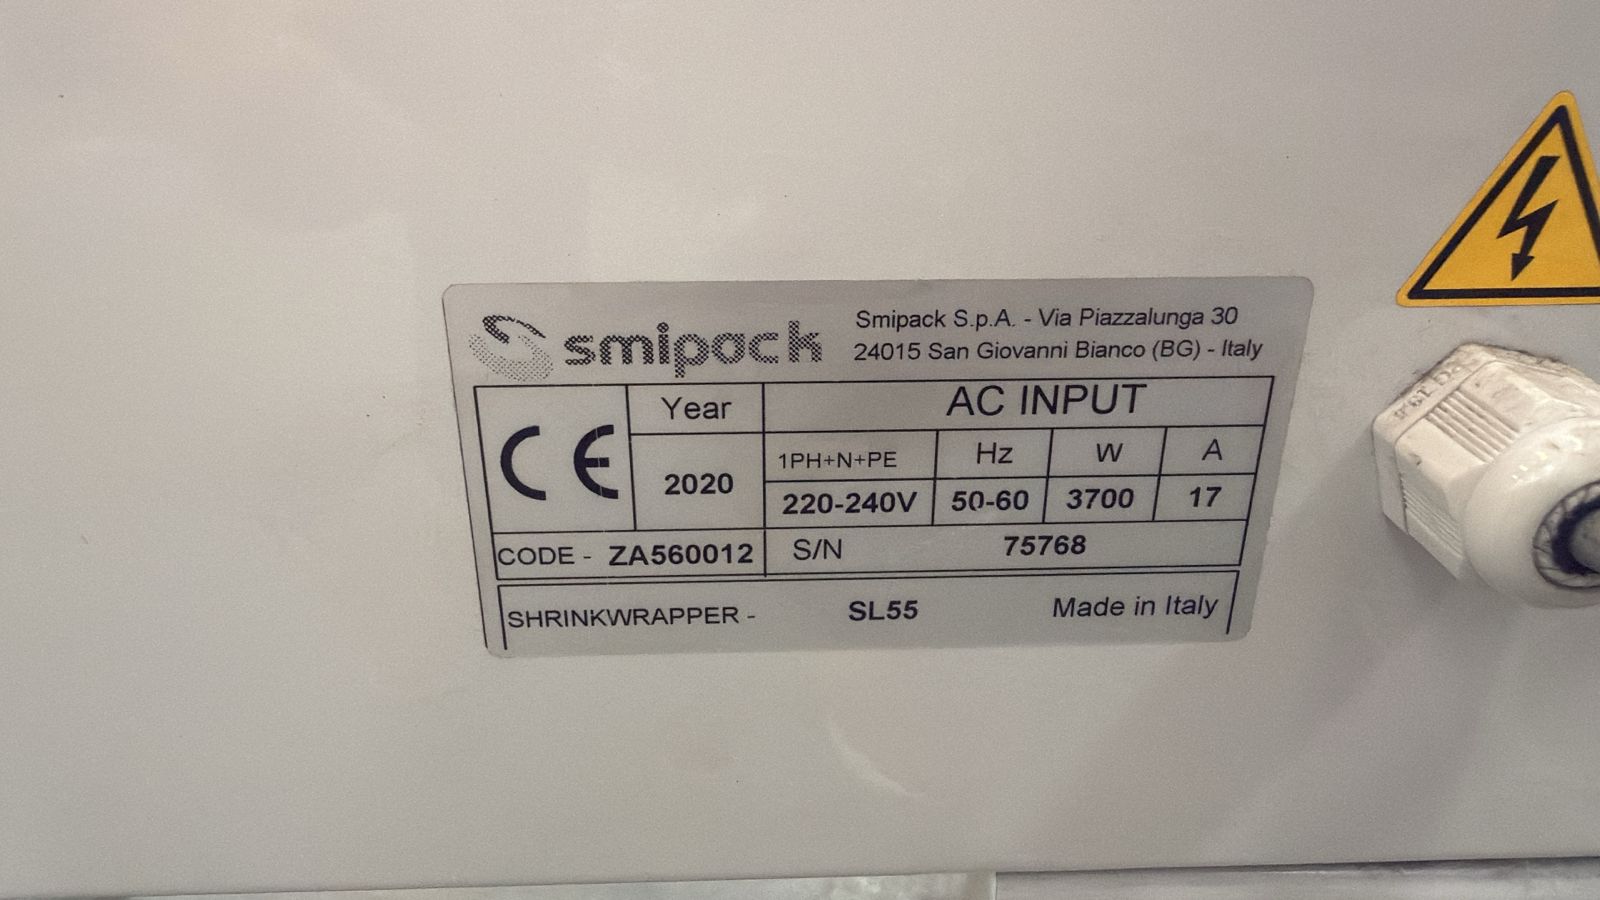 smipack
Smipack S.p.A. - Via Piazzalunga 30
24015 San Giovanni Bianco (BG) - Italy
CE
Year
AC INPUT
2020
1PH+N+PE
Hz
W
A
220-240V
50-60
3700
17
CODE - ZA560012
S/N
75768
SHRINKWRAPPER -
SL55
Made in Italy